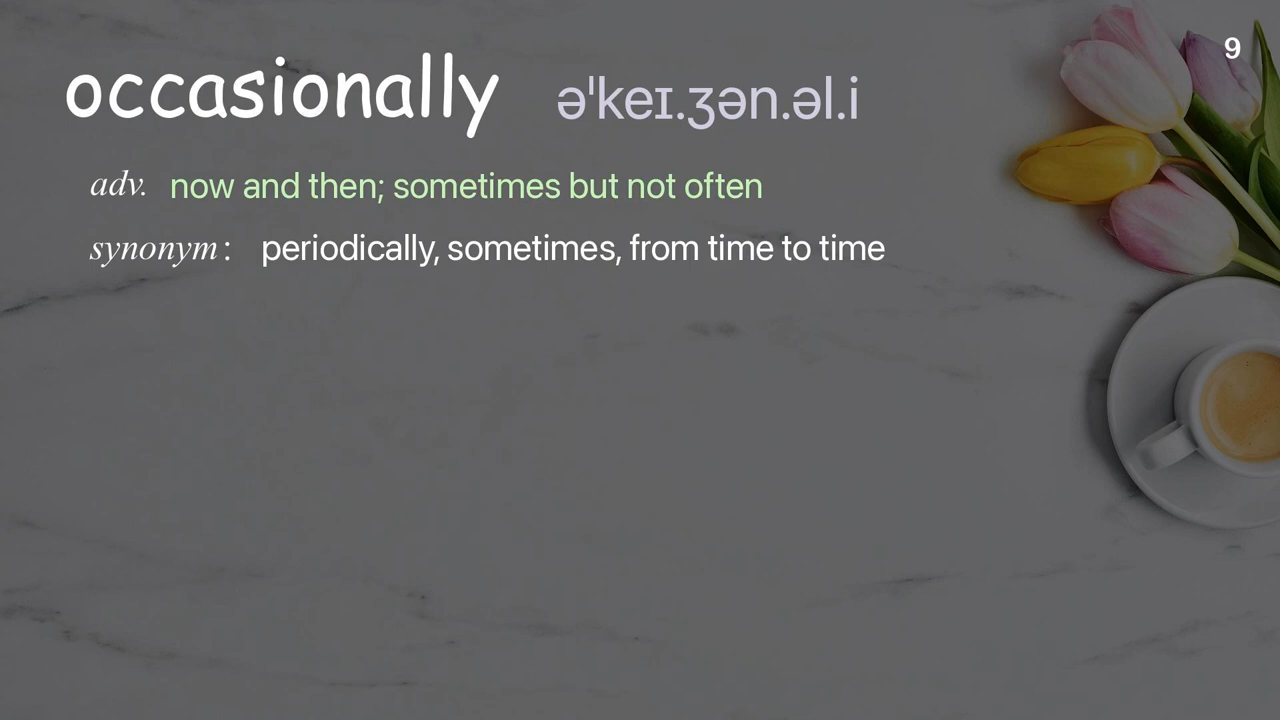 9
occasionally əˈkeɪ.ʒən.əl.i
adv. now and then; sometimes but not often
synonym: periodically, sometimes, from time to time